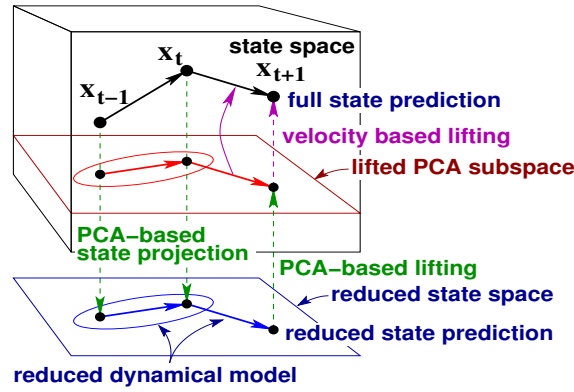 state space
x_t
x_{t+1}
x_{t−1}
full state prediction
velocity based lifting
lifted PCA subspace
PCA−based
state projection
PCA−based lifting
reduced state space
reduced state prediction
reduced dynamical model